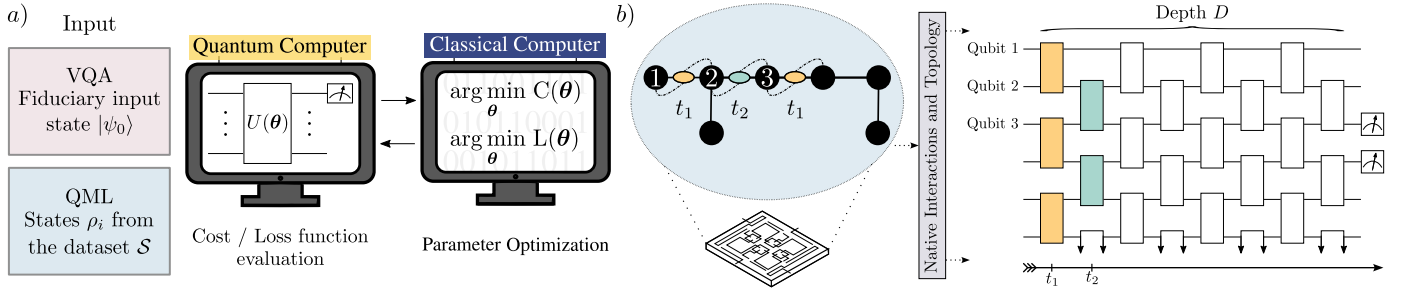 a)
Input
VQA
Fiduciary input
state |ψ₀⟩
QML
States ρᵢ from
the dataset 𝒮
Quantum Computer
U(θ)
Cost / Loss function
evaluation
Classical Computer
arg min C(θ)
θ
arg min L(θ)
θ
Parameter Optimization
b)
1 2 3
t₁ t₂ t₁
Native Interactions and Topology
Depth D
Qubit 1
Qubit 2
Qubit 3
t₁ t₂